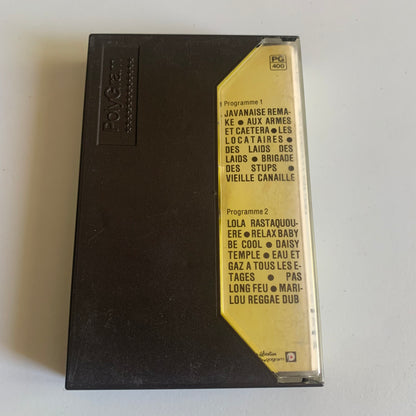 PolyGram
PG
400
Programme 1
JAVANAISE REMA-
KE ● AUX ARMES
ET CAETERA ● LES
LOCATAIRES ●
DES LAIDS DES
LAIDS ● BRIGADE
DES STUPS ●
VIEILLE CANAILLE
Programme 2
LOLA RASTAQUOU-
ERE ● RELAX BABY
BE COOL ● DAISY
TEMPLE ● EAU ET
GAZ A TOUS LES E-
TAGES ● PAS
LONG FEU ● MARI-
LOU REGGAE DUB